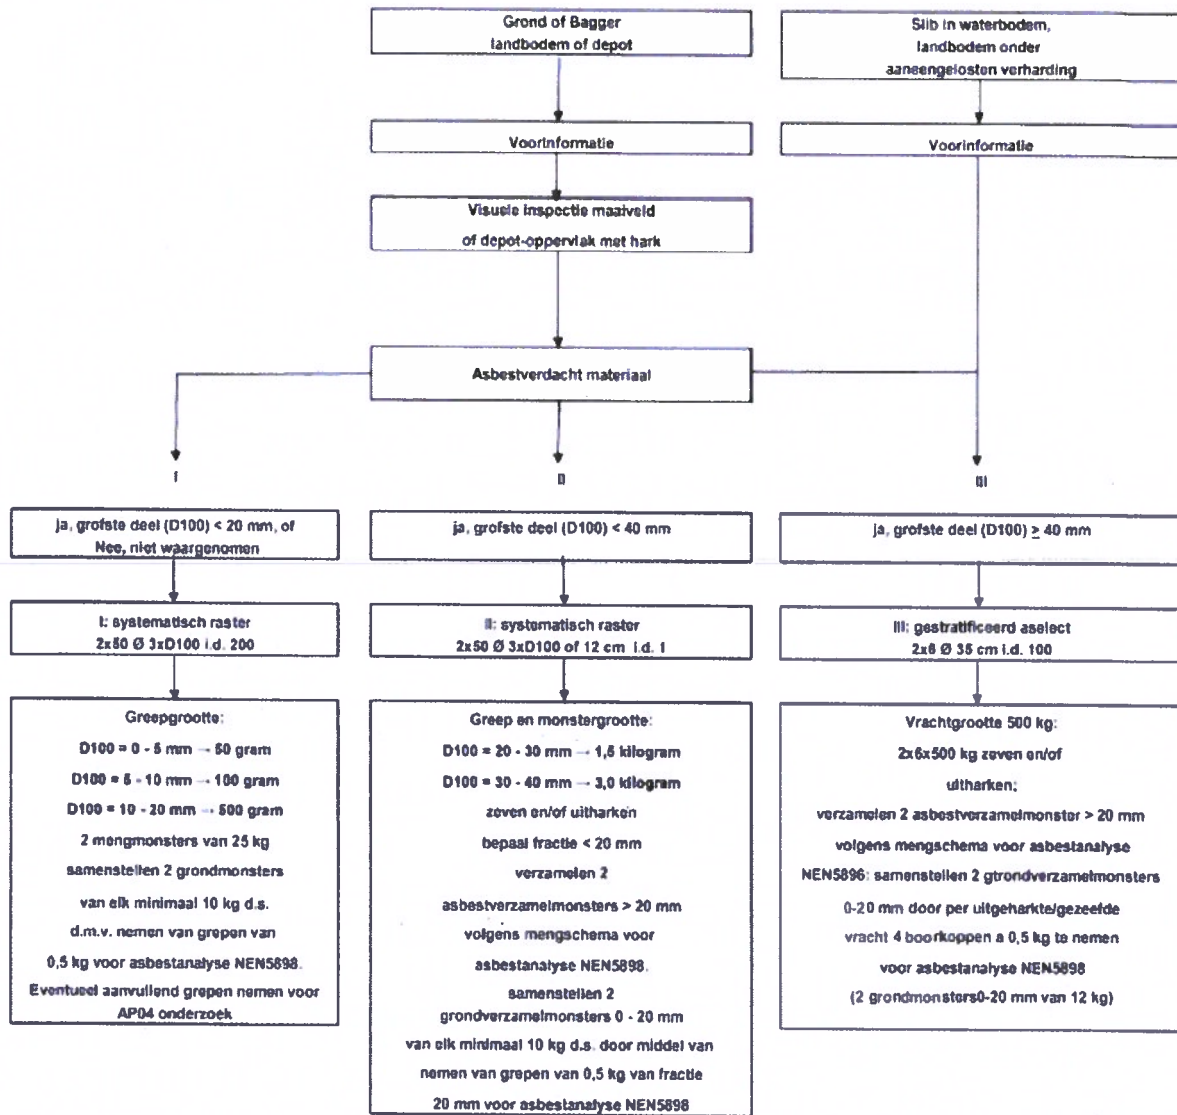 Grond of Bagger
landbodem of depot
Slib in waterbodem,
landbodem onder
aaneengelosten verharding
Voorinformatie
Voorinformatie
Visuele inspectie maaiveld
of depot-oppervlak met hark
Asbestverdacht materiaal
I
II
III
ja, grofste deel (D100) < 20 mm, of
Nee, niet waargenomen
ja, grofste deel (D100) < 40 mm
ja, grofste deel (D100) ≥ 40 mm
I: systematisch raster
2x50 Ø 3xD100 i.d. 200
II: systematisch raster
2x50 Ø 3xD100 of 12 cm i.d. 1
III: gestratificeerd aselect
2x6 Ø 35 cm i.d. 100
Greepgrootte:
D100 = 0 - 5 mm → 50 gram
D100 = 5 - 10 mm → 100 gram
D100 = 10 - 20 mm → 500 gram
2 mengmonsters van 25 kg
samenstellen 2 grondmonsters
van elk minimaal 10 kg d.s.
d.m.v. nemen van grepen van
0,5 kg voor asbestanalyse NEN5898.
Eventueel aanvullend grepen nemen voor
AP04 onderzoek
Greep en monstergrootte:
D100 = 20 - 30 mm → 1,5 kilogram
D100 = 30 - 40 mm → 3,0 kilogram
zeven en/of uitharken
bepaal fractie < 20 mm
verzamelen 2
asbestverzamelmonsters > 20 mm
volgens mengschema voor
asbestanalyse NEN5898.
samenstellen 2
grondverzamelmonsters 0 - 20 mm
van elk minimaal 10 kg d.s. door middel van
nemen van grepen van 0,5 kg van fractie
20 mm voor asbestanalyse NEN5898
Vrachtgrootte 500 kg:
2x6x500 kg zeven en/of
uitharken;
verzamelen 2 asbestverzamelmonster > 20 mm
volgens mengschema voor asbestanalyse
NEN5896: samenstellen 2 gtrondverzamelmonsters
0-20 mm door per uitgeharkte/gezeefde
vracht 4 boorkoppen a 0,5 kg te nemen
voor asbestanalyse NEN5898
(2 grondmonsters0-20 mm van 12 kg)